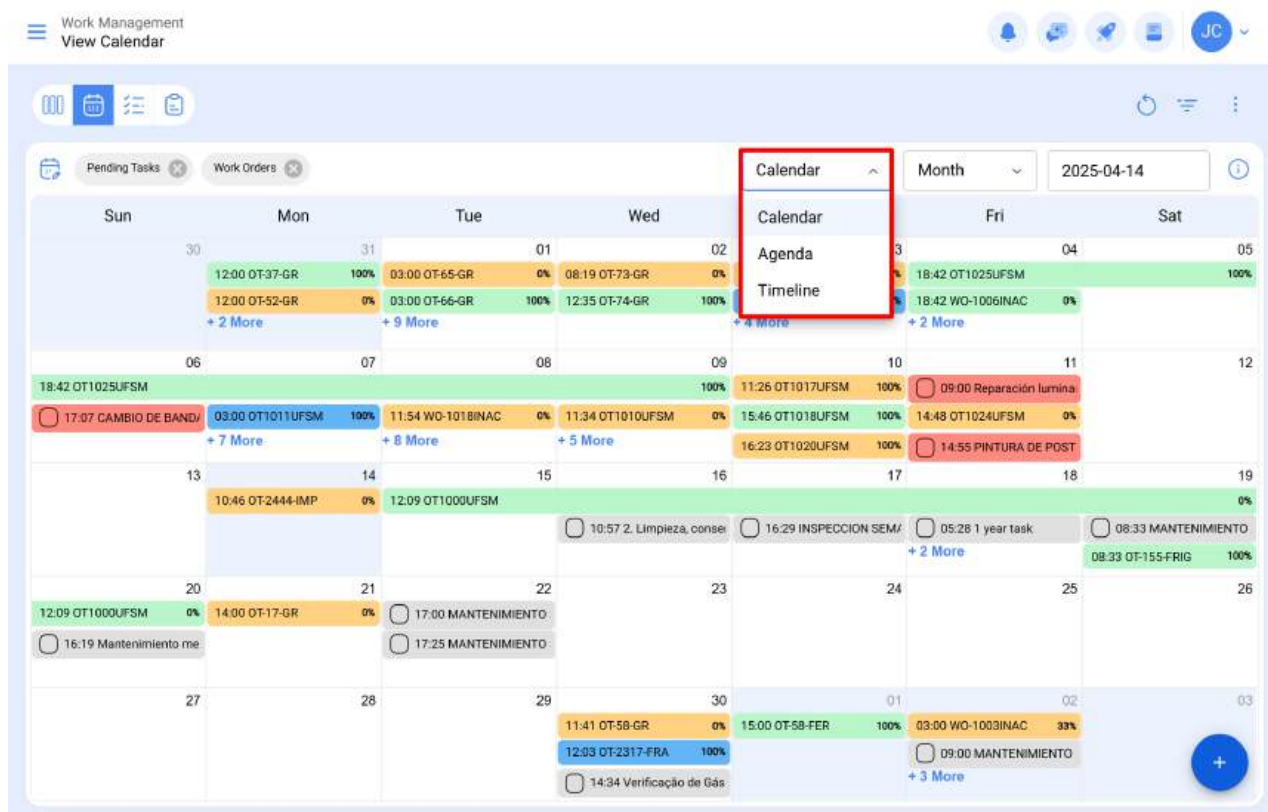 Work Management
View Calendar
JC
Pending Tasks
Work Orders
Calendar
Month
2025-04-14
Calendar
Agenda
Timeline
Sun Mon Tue Wed Fri Sat
30 31 01 02 3 04 05
12:00 OT-37-GR 100% 03:00 OT-65-GR 0% 08:19 OT-73-GR 0% 18:42 OT1025UFSM 100%
12:00 OT-52-GR 0% 03:00 OT-66-GR 100% 12:35 OT-74-GR 100% 18:42 WO-1006INAC 0%
+ 2 More + 9 More + 4 More + 2 More
06 07 08 09 10 11 12
18:42 OT1025UFSM 100% 11:26 OT1017UFSM 100% 09:00 Reparación lumina
17:07 CAMBIO DE BANDA 03:00 OT1011UFSM 100% 11:54 WO-1018INAC 0% 11:34 OT1010UFSM 0% 15:46 OT1018UFSM 100% 14:48 OT1024UFSM 0%
+ 7 More + 8 More + 5 More 16:23 OT1020UFSM 100% 14:55 PINTURA DE POST
13 14 15 16 17 18 19
10:46 OT-2444-IMP 0% 12:09 OT1000UFSM 0%
10:57 2. Limpieza, conser 16:29 INSPECCION SEMA 05:28 1 year task 08:33 MANTENIMIENTO
+ 2 More 08:33 OT-155-FRIG 100%
20 21 22 23 24 25 26
12:09 OT1000UFSM 0% 14:00 OT-17-GR 0% 17:00 MANTENIMIENTO
16:19 Mantenimiento me 17:25 MANTENIMIENTO
27 28 29 30 01 02 03
11:41 OT-58-GR 0% 15:00 OT-58-FER 100% 03:00 WO-1003INAC 33%
12:03 OT-2317-FRA 100% 09:00 MANTENIMIENTO
14:34 Verificação de Gás + 3 More